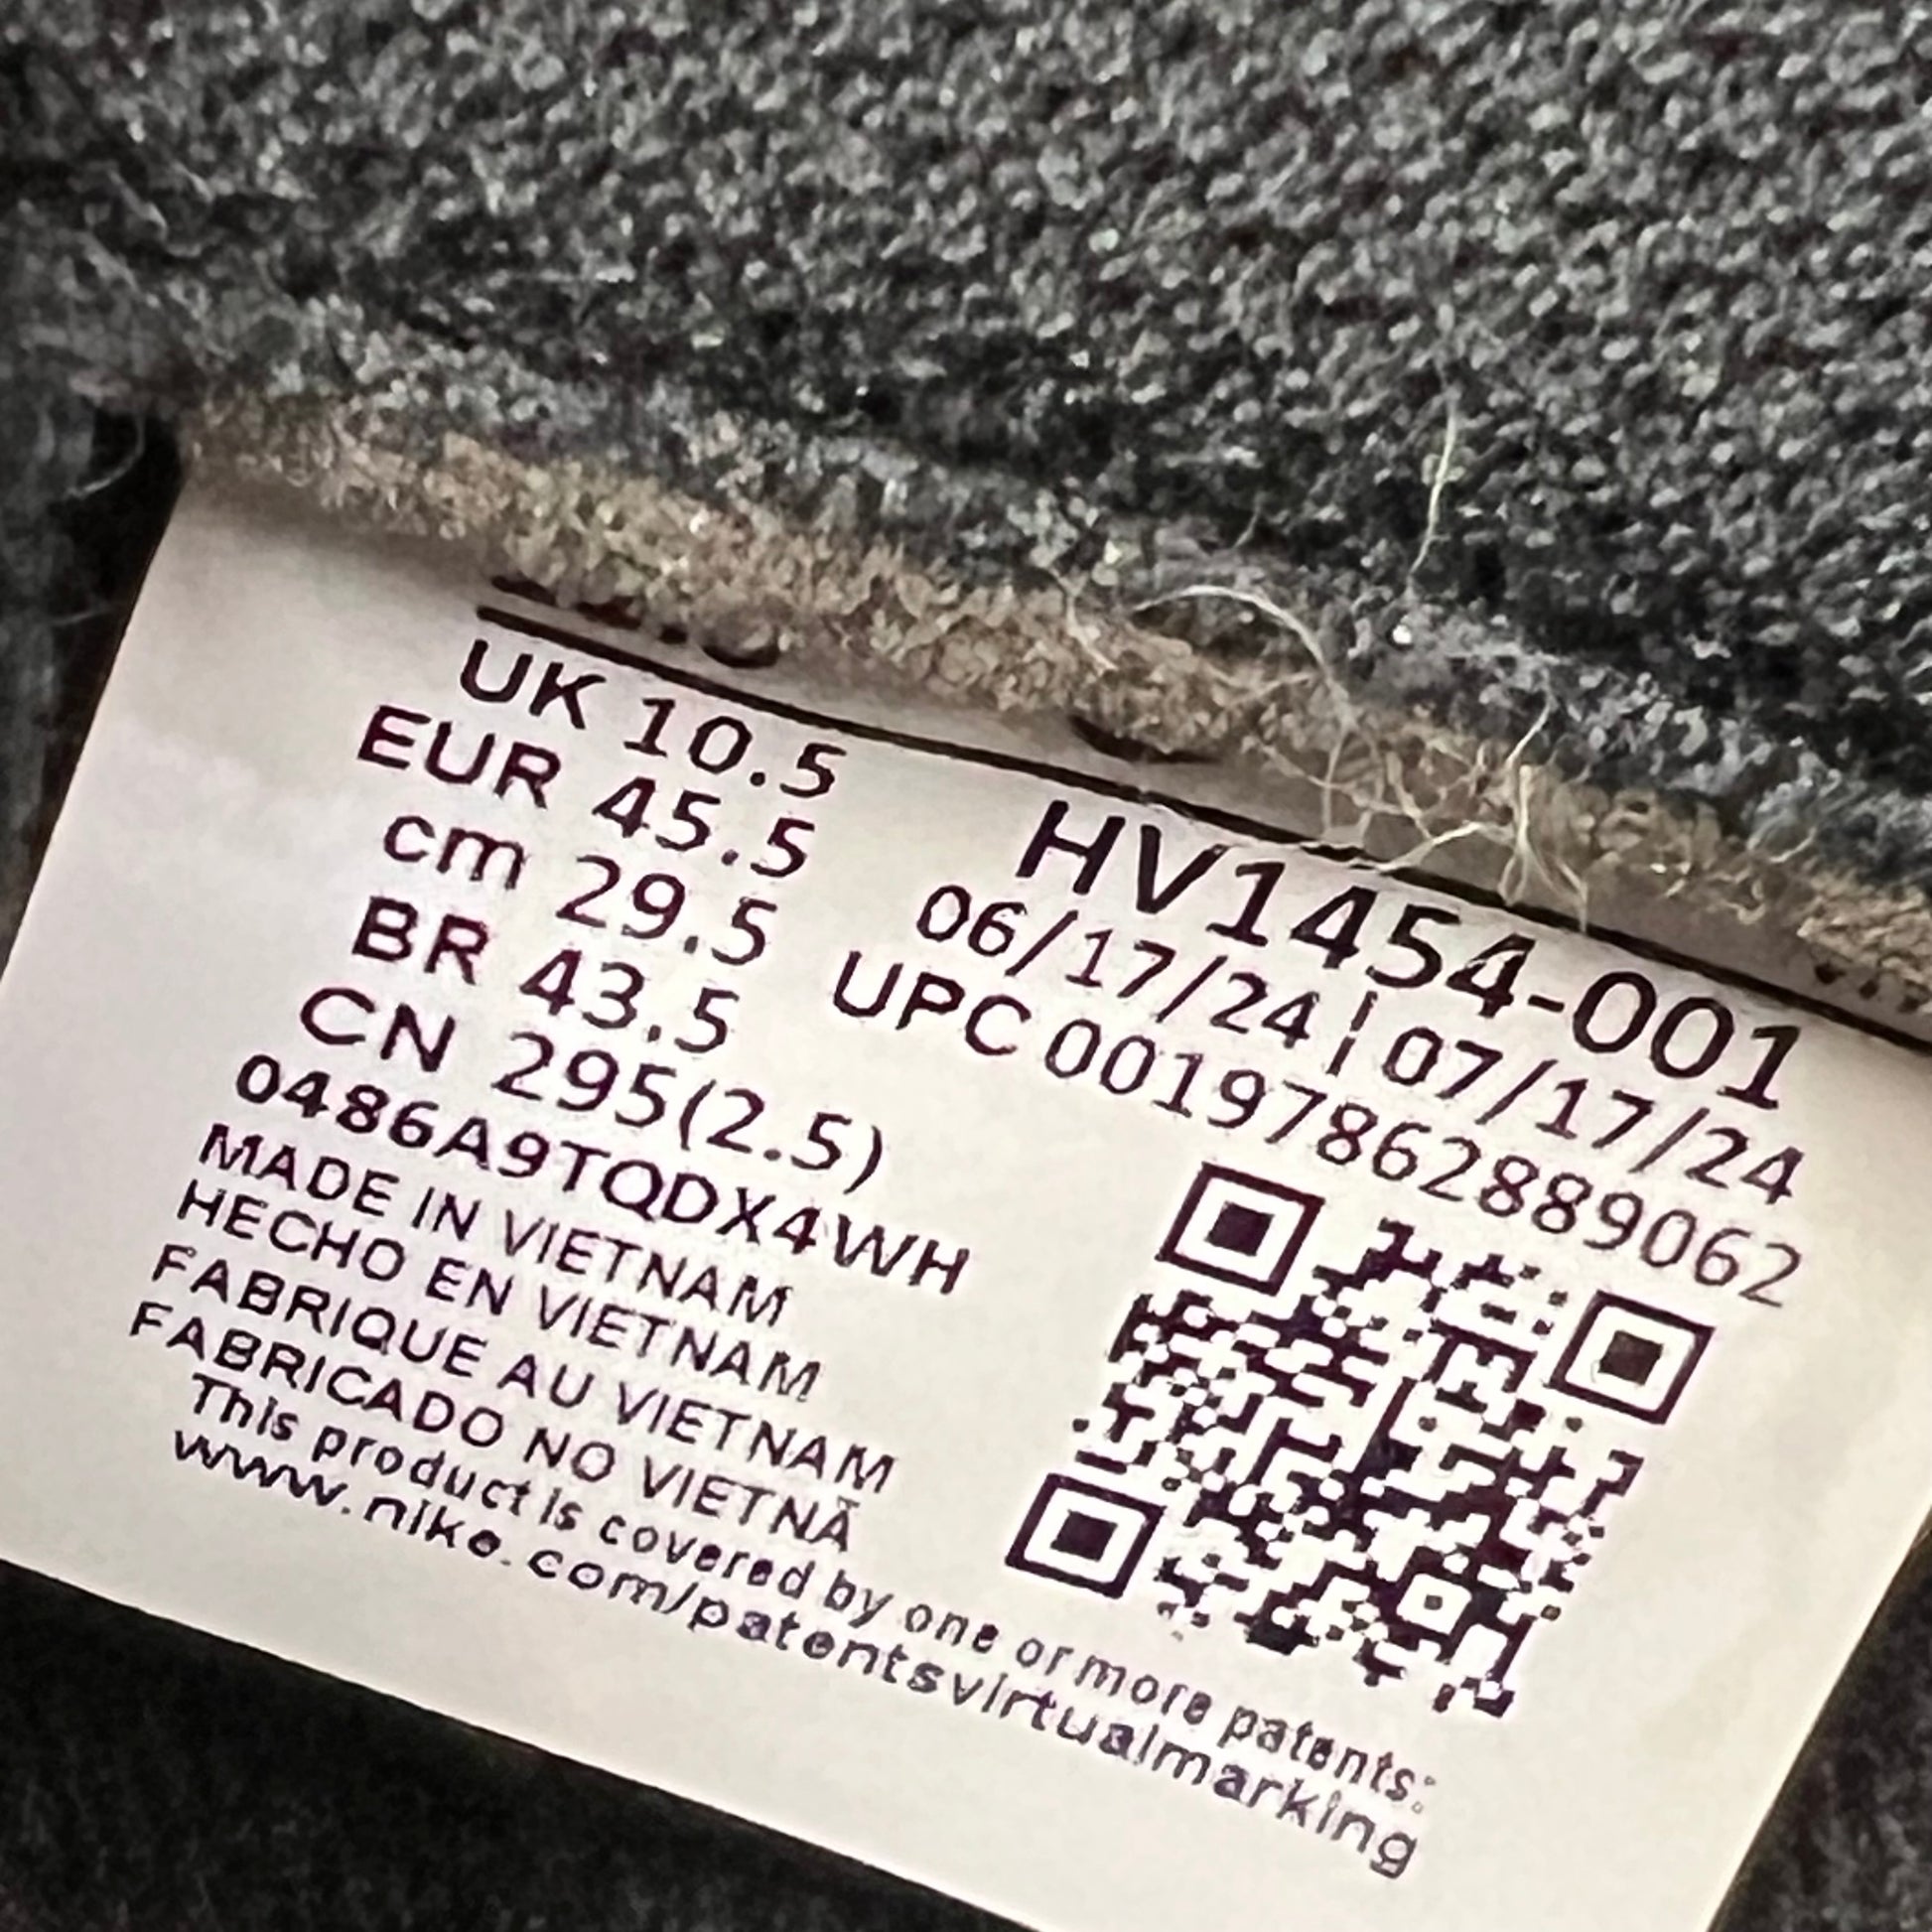 UK 10.5
EUR 45.5
cm 29.5
BR 43.5
CN 295(2.5)
0486A9TQDX4WH
MADE IN VIETNAM
HECHO EN VIETNAM
FABRIQUE AU VIETNAM
FABRICADO NO VIETNÃ
This product is covered by one or more patents:
www.nike.com/patentsvirtualmarking
HV1454-001
06/17/24 ¦ 07/17/24
UPC 00197862889062